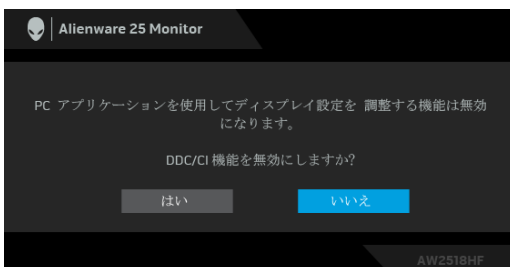 Alienware 25 Monitor
PC アプリケーションを使用してディスプレイ設定を 調整する機能は無効
になります。
DDC/CI 機能を無効にしますか?
はい いいえ
AW2518HF